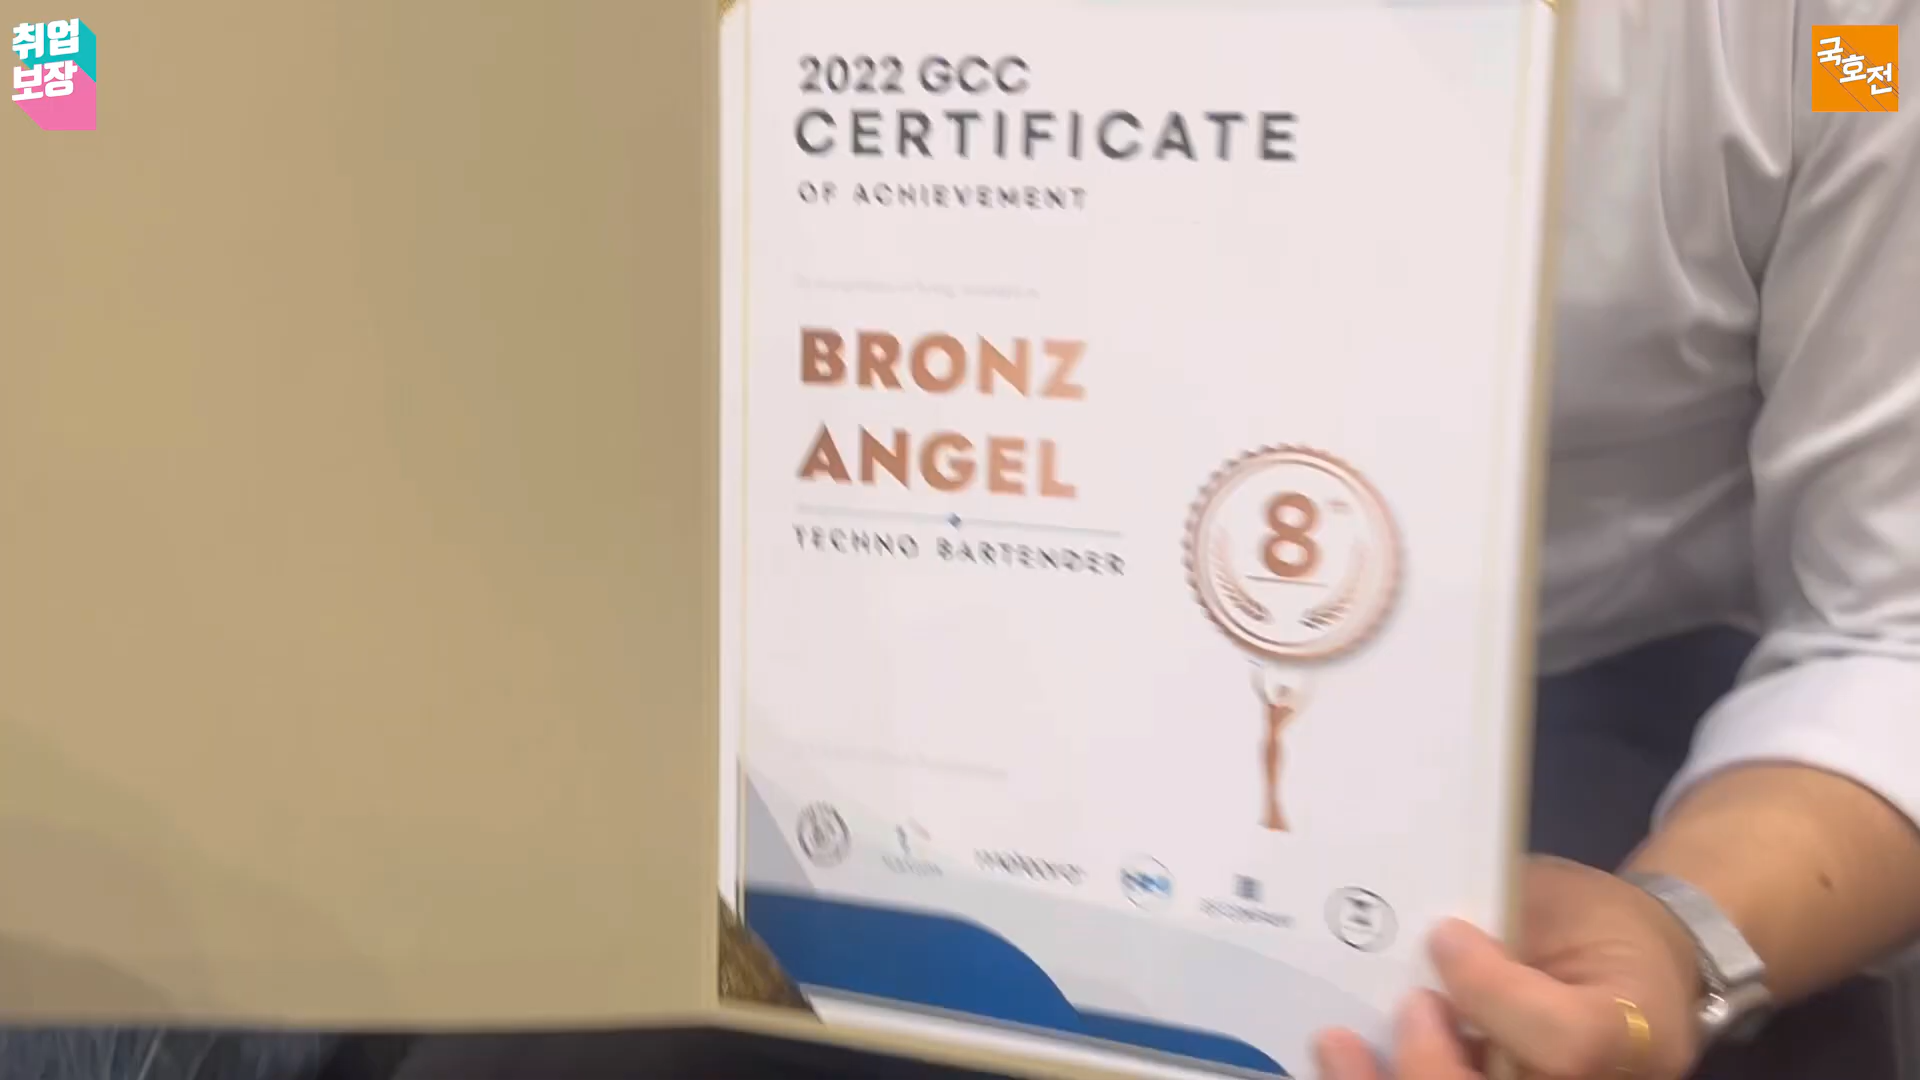 취업
보장
국호전
2022 GCC
CERTIFICATE
OF ACHIEVEMENT
BRONZ
ANGEL
TECHNO BARTENDER
8